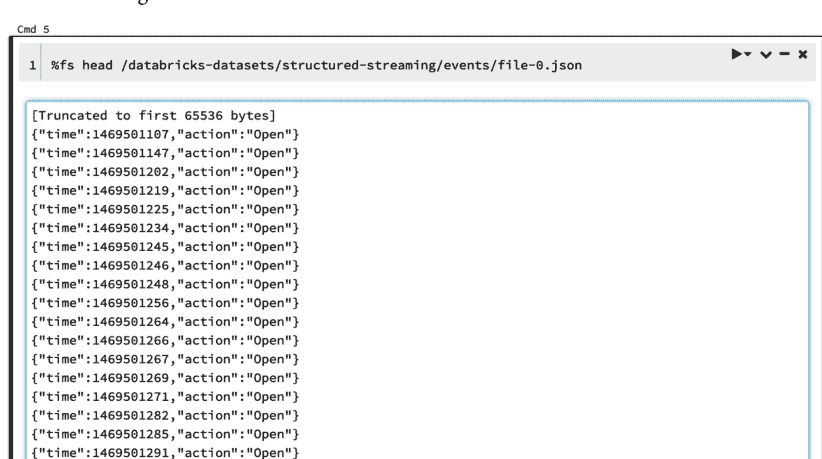 Cmd 5
1 %fs head /databricks-datasets/structured-streaming/events/file-0.json
[Truncated to first 65536 bytes]
{"time":1469501107,"action":"Open"}
{"time":1469501147,"action":"Open"}
{"time":1469501202,"action":"Open"}
{"time":1469501219,"action":"Open"}
{"time":1469501225,"action":"Open"}
{"time":1469501234,"action":"Open"}
{"time":1469501245,"action":"Open"}
{"time":1469501246,"action":"Open"}
{"time":1469501248,"action":"Open"}
{"time":1469501256,"action":"Open"}
{"time":1469501264,"action":"Open"}
{"time":1469501266,"action":"Open"}
{"time":1469501267,"action":"Open"}
{"time":1469501269,"action":"Open"}
{"time":1469501271,"action":"Open"}
{"time":1469501282,"action":"Open"}
{"time":1469501285,"action":"Open"}
{"time":1469501291,"action":"Open"}